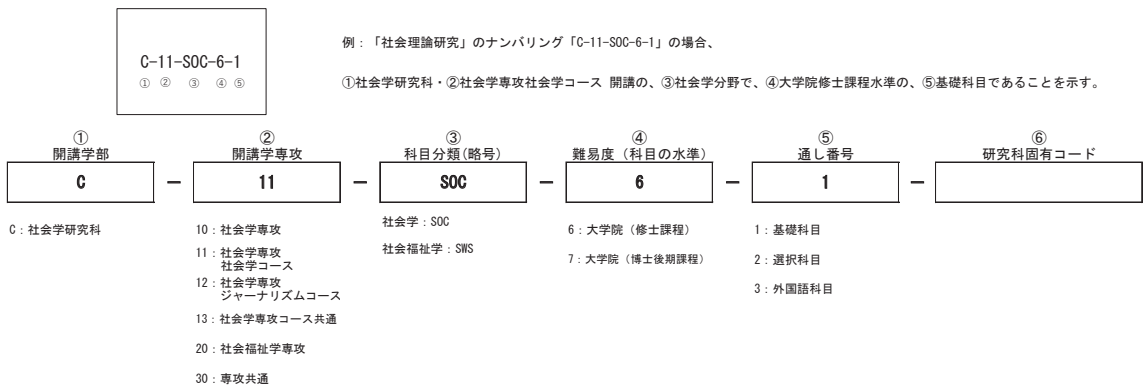 C-11-SOC-6-1
① ② ③ ④ ⑤
例：「社会理論研究」のナンバリング「C-11-SOC-6-1」の場合、
①社会学研究科・②社会学専攻社会学コース 開講の、③社会学分野で、④大学院修士課程水準の、⑤基礎科目であることを示す。
① ② ③ ④ ⑤ ⑥
開講学部 開講学専攻 科目分類(略号) 難易度（科目の水準） 通し番号 研究科固有コード
C － 11 － SOC － 6 － 1 －
C：社会学研究科
10：社会学専攻
11：社会学専攻
社会学コース
12：社会学専攻
ジャーナリズムコース
13：社会学専攻コース共通
20：社会福祉学専攻
30：専攻共通
社会学：SOC
社会福祉学：SWS
6：大学院（修士課程）
7：大学院（博士後期課程）
1：基礎科目
2：選択科目
3：外国語科目